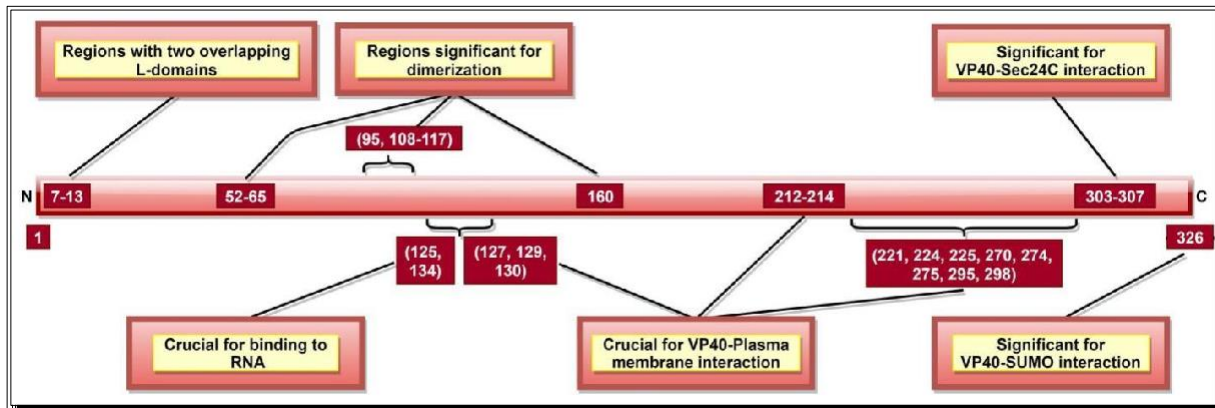 Regions with two overlapping
L-domains
Regions significant for
dimerization
Significant for
VP40-Sec24C interaction
(95, 108-117)
N
7-13
52-65
160
212-214
303-307
C
1
326
(125,
134)
(127, 129,
130)
(221, 224, 225, 270, 274,
275, 295, 298)
Crucial for binding to
RNA
Crucial for VP40-Plasma
membrane interaction
Significant for
VP40-SUMO interaction